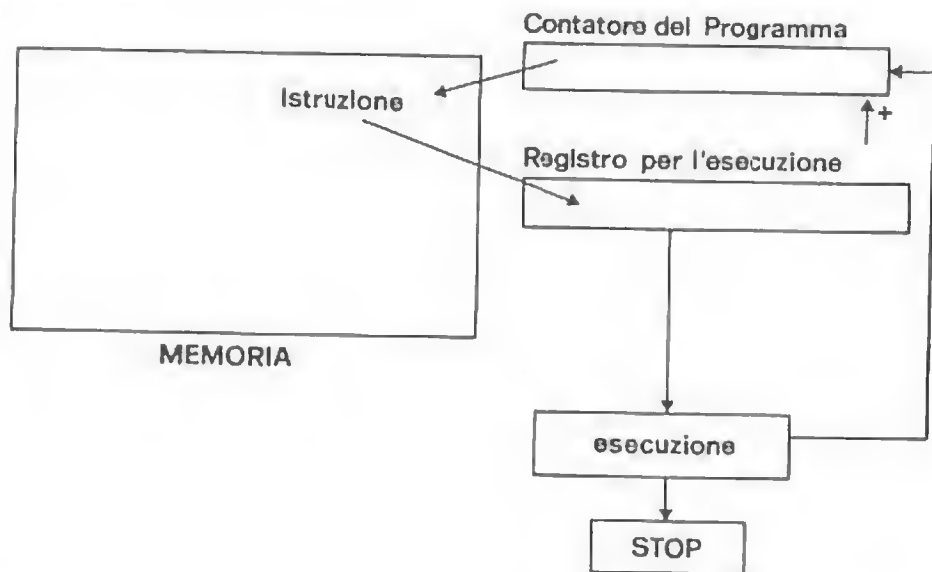 Contatore del Programma
+
Istruzione
Registro per l'esecuzione
MEMORIA
esecuzione
STOP